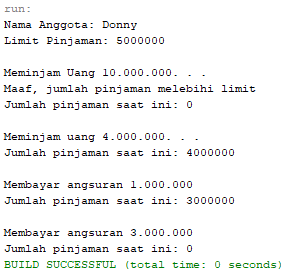 run:
Nama Anggota: Donny
Limit Pinjaman: 5000000
Meminjam Uang 10.000.000. . .
Maaf, jumlah pinjaman melebihi limit
Jumlah pinjaman saat ini: 0
Meminjam uang 4.000.000. . .
Jumlah pinjaman saat ini: 4000000
Membayar angsuran 1.000.000
Jumlah pinjaman saat ini: 3000000
Membayar angsuran 3.000.000
Jumlah pinjaman saat ini: 0
BUILD SUCCESSFUL (total time: 0 seconds)